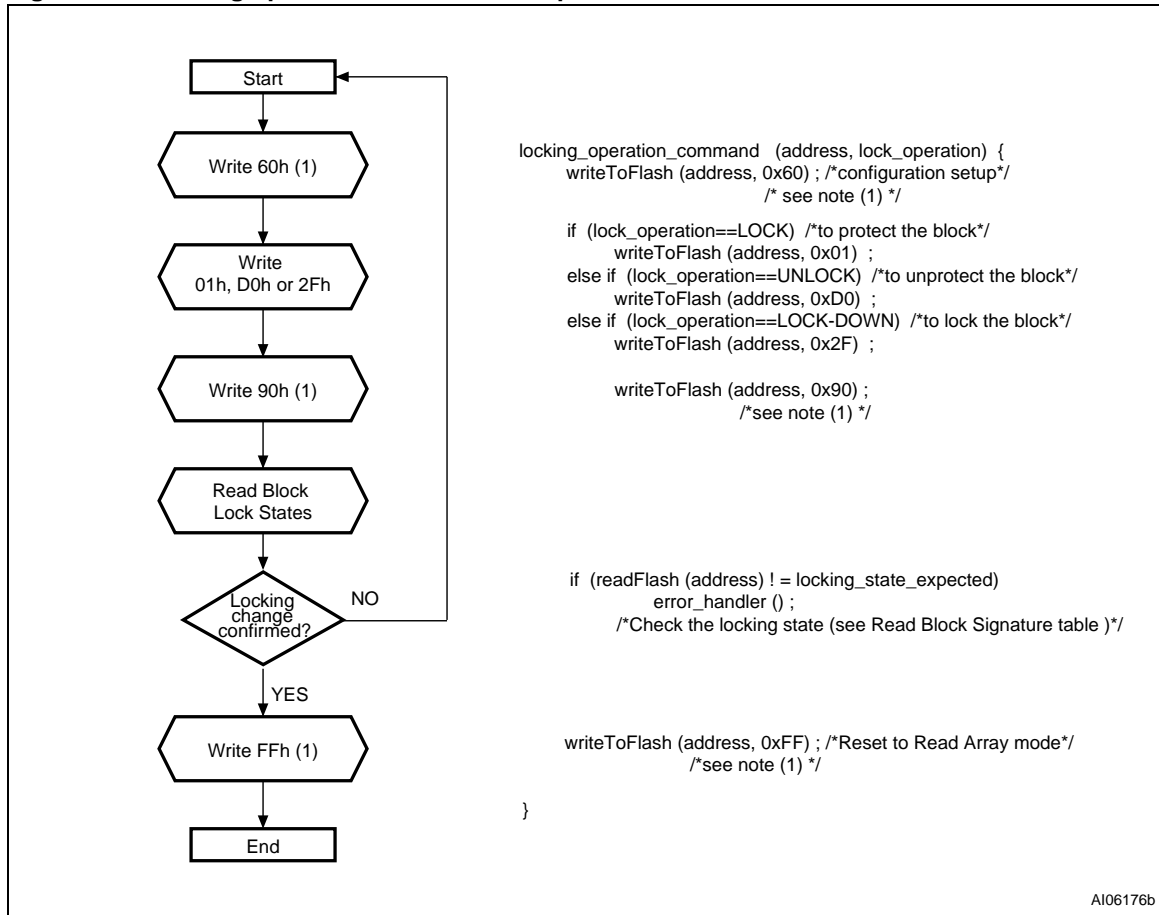 Start
Write 60h (1)
Write
01h, D0h or 2Fh
Write 90h (1)
Read Block
Lock States
Locking
change
confirmed?
NO
YES
Write FFh (1)
End
locking_operation_command (address, lock_operation) {
writeToFlash (address, 0x60) ; /*configuration setup*/
/* see note (1) */
if (lock_operation==LOCK) /*to protect the block*/
writeToFlash (address, 0x01) ;
else if (lock_operation==UNLOCK) /*to unprotect the block*/
writeToFlash (address, 0xD0) ;
else if (lock_operation==LOCK-DOWN) /*to lock the block*/
writeToFlash (address, 0x2F) ;
writeToFlash (address, 0x90) ;
/*see note (1) */
if (readFlash (address) ! = locking_state_expected)
error_handler () ;
/*Check the locking state (see Read Block Signature table )*/
writeToFlash (address, 0xFF) ; /*Reset to Read Array mode*/
/*see note (1) */
}
AI06176b